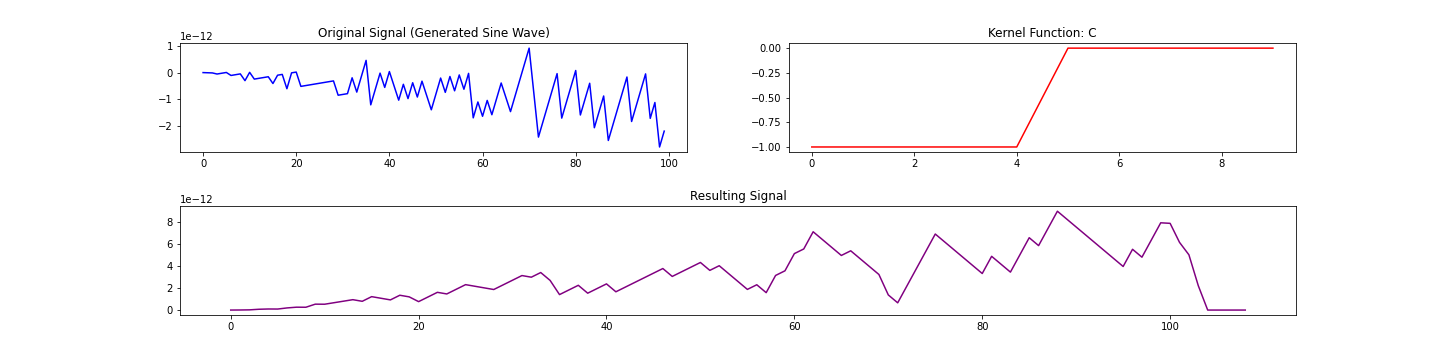 Original Signal (Generated Sine Wave)
1e−12
1
0
−1
−2
0 20 40 60 80 100
Kernel Function: C
0.00
−0.25
−0.50
−0.75
−1.00
0 2 4 6 8
Resulting Signal
1e−12
8
6
4
2
0
0 20 40 60 80 100